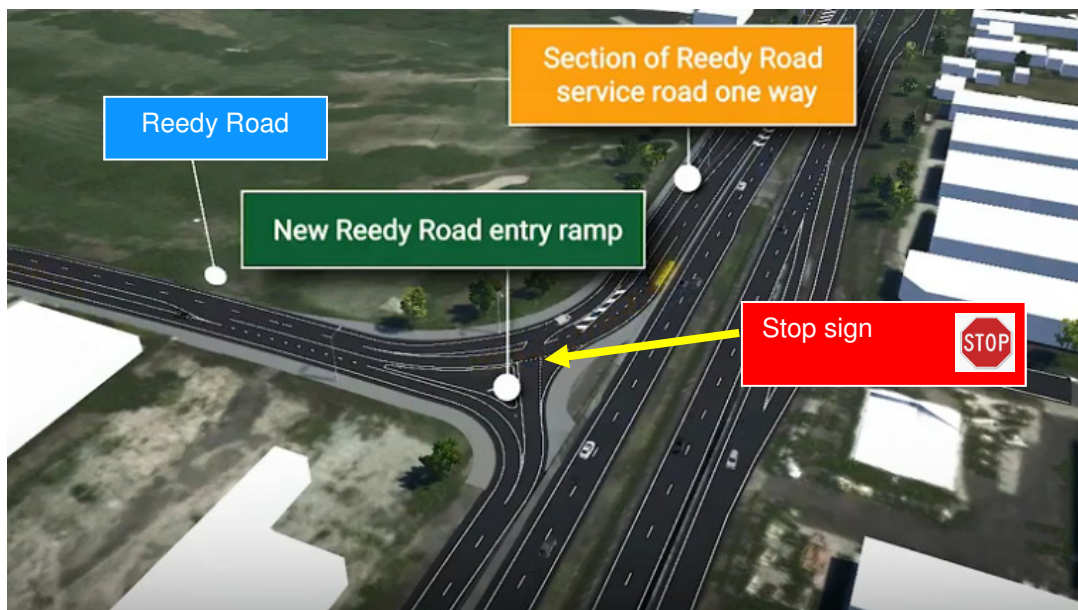 Section of Reedy Road
service road one way
Reedy Road
New Reedy Road entry ramp
Stop sign
STOP